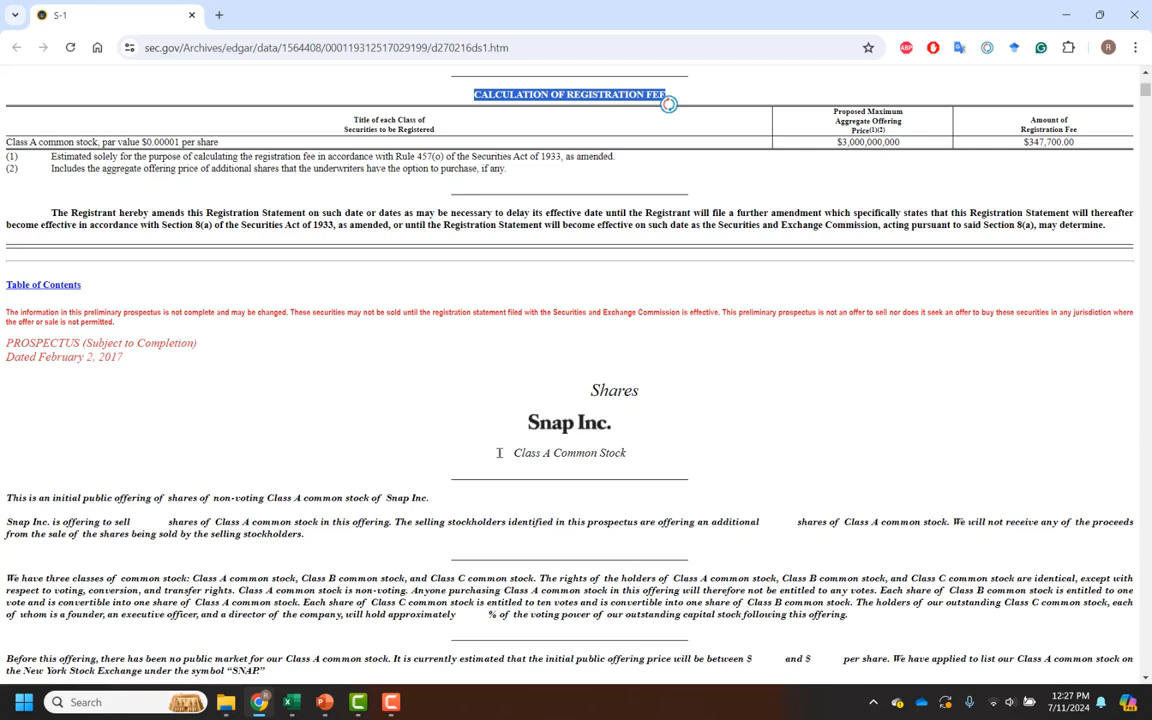 S-1
sec.gov/Archives/edgar/data/1564408/000119312517029199/d270216ds1.htm
CALCULATION OF REGISTRATION FEE
Title of each Class of
Securities to be Registered
Proposed Maximum
Aggregate Offering
Price(1)(2)
Amount of
Registration Fee
Class A common stock, par value $0.00001 per share $3,000,000,000 $347,700.00
(1) Estimated solely for the purpose of calculating the registration fee in accordance with Rule 457(o) of the Securities Act of 1933, as amended.
(2) Includes the aggregate offering price of additional shares that the underwriters have the option to purchase, if any.
The Registrant hereby amends this Registration Statement on such date or dates as may be necessary to delay its effective date until the Registrant will file a further amendment which specifically states that this Registration Statement will thereafter
become effective in accordance with Section 8(a) of the Securities Act of 1933, as amended, or until the Registration Statement will become effective on such date as the Securities and Exchange Commission, acting pursuant to said Section 8(a), may determine.
Table of Contents
The information in this preliminary prospectus is not complete and may be changed. These securities may not be sold until the registration statement filed with the Securities and Exchange Commission is effective. This preliminary prospectus is not an offer to sell nor does it seek an offer to buy these securities in any jurisdiction where
the offer or sale is not permitted.
PROSPECTUS (Subject to Completion)
Dated February 2, 2017
Shares
Snap Inc.
Class A Common Stock
This is an initial public offering of shares of non-voting Class A common stock of Snap Inc.
Snap Inc. is offering to sell shares of Class A common stock in this offering. The selling stockholders identified in this prospectus are offering an additional shares of Class A common stock. We will not receive any of the proceeds
from the sale of the shares being sold by the selling stockholders.
We have three classes of common stock: Class A common stock, Class B common stock, and Class C common stock. The rights of the holders of Class A common stock, Class B common stock, and Class C common stock are identical, except with
respect to voting, conversion, and transfer rights. Class A common stock is non-voting. Anyone purchasing Class A common stock in this offering will therefore not be entitled to any votes. Each share of Class B common stock is entitled to one
vote and is convertible into one share of Class A common stock. Each share of Class C common stock is entitled to ten votes and is convertible into one share of Class B common stock. The holders of our outstanding Class C common stock, each
of whom is a founder, an executive officer, and a director of the company, will hold approximately % of the voting power of our outstanding capital stock following this offering.
Before this offering, there has been no public market for our Class A common stock. It is currently estimated that the initial public offering price will be between $ and $ per share. We have applied to list our Class A common stock on
the New York Stock Exchange under the symbol “SNAP.”
Search
12:27 PM
7/11/2024